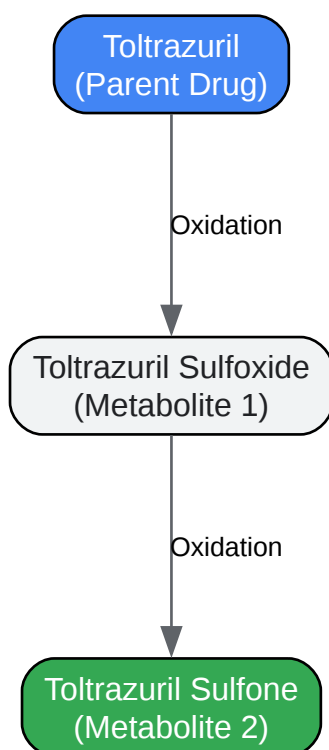 Toltrazuril
(Parent Drug)
Oxidation
Toltrazuril Sulfoxide
(Metabolite 1)
Oxidation
Toltrazuril Sulfone
(Metabolite 2)